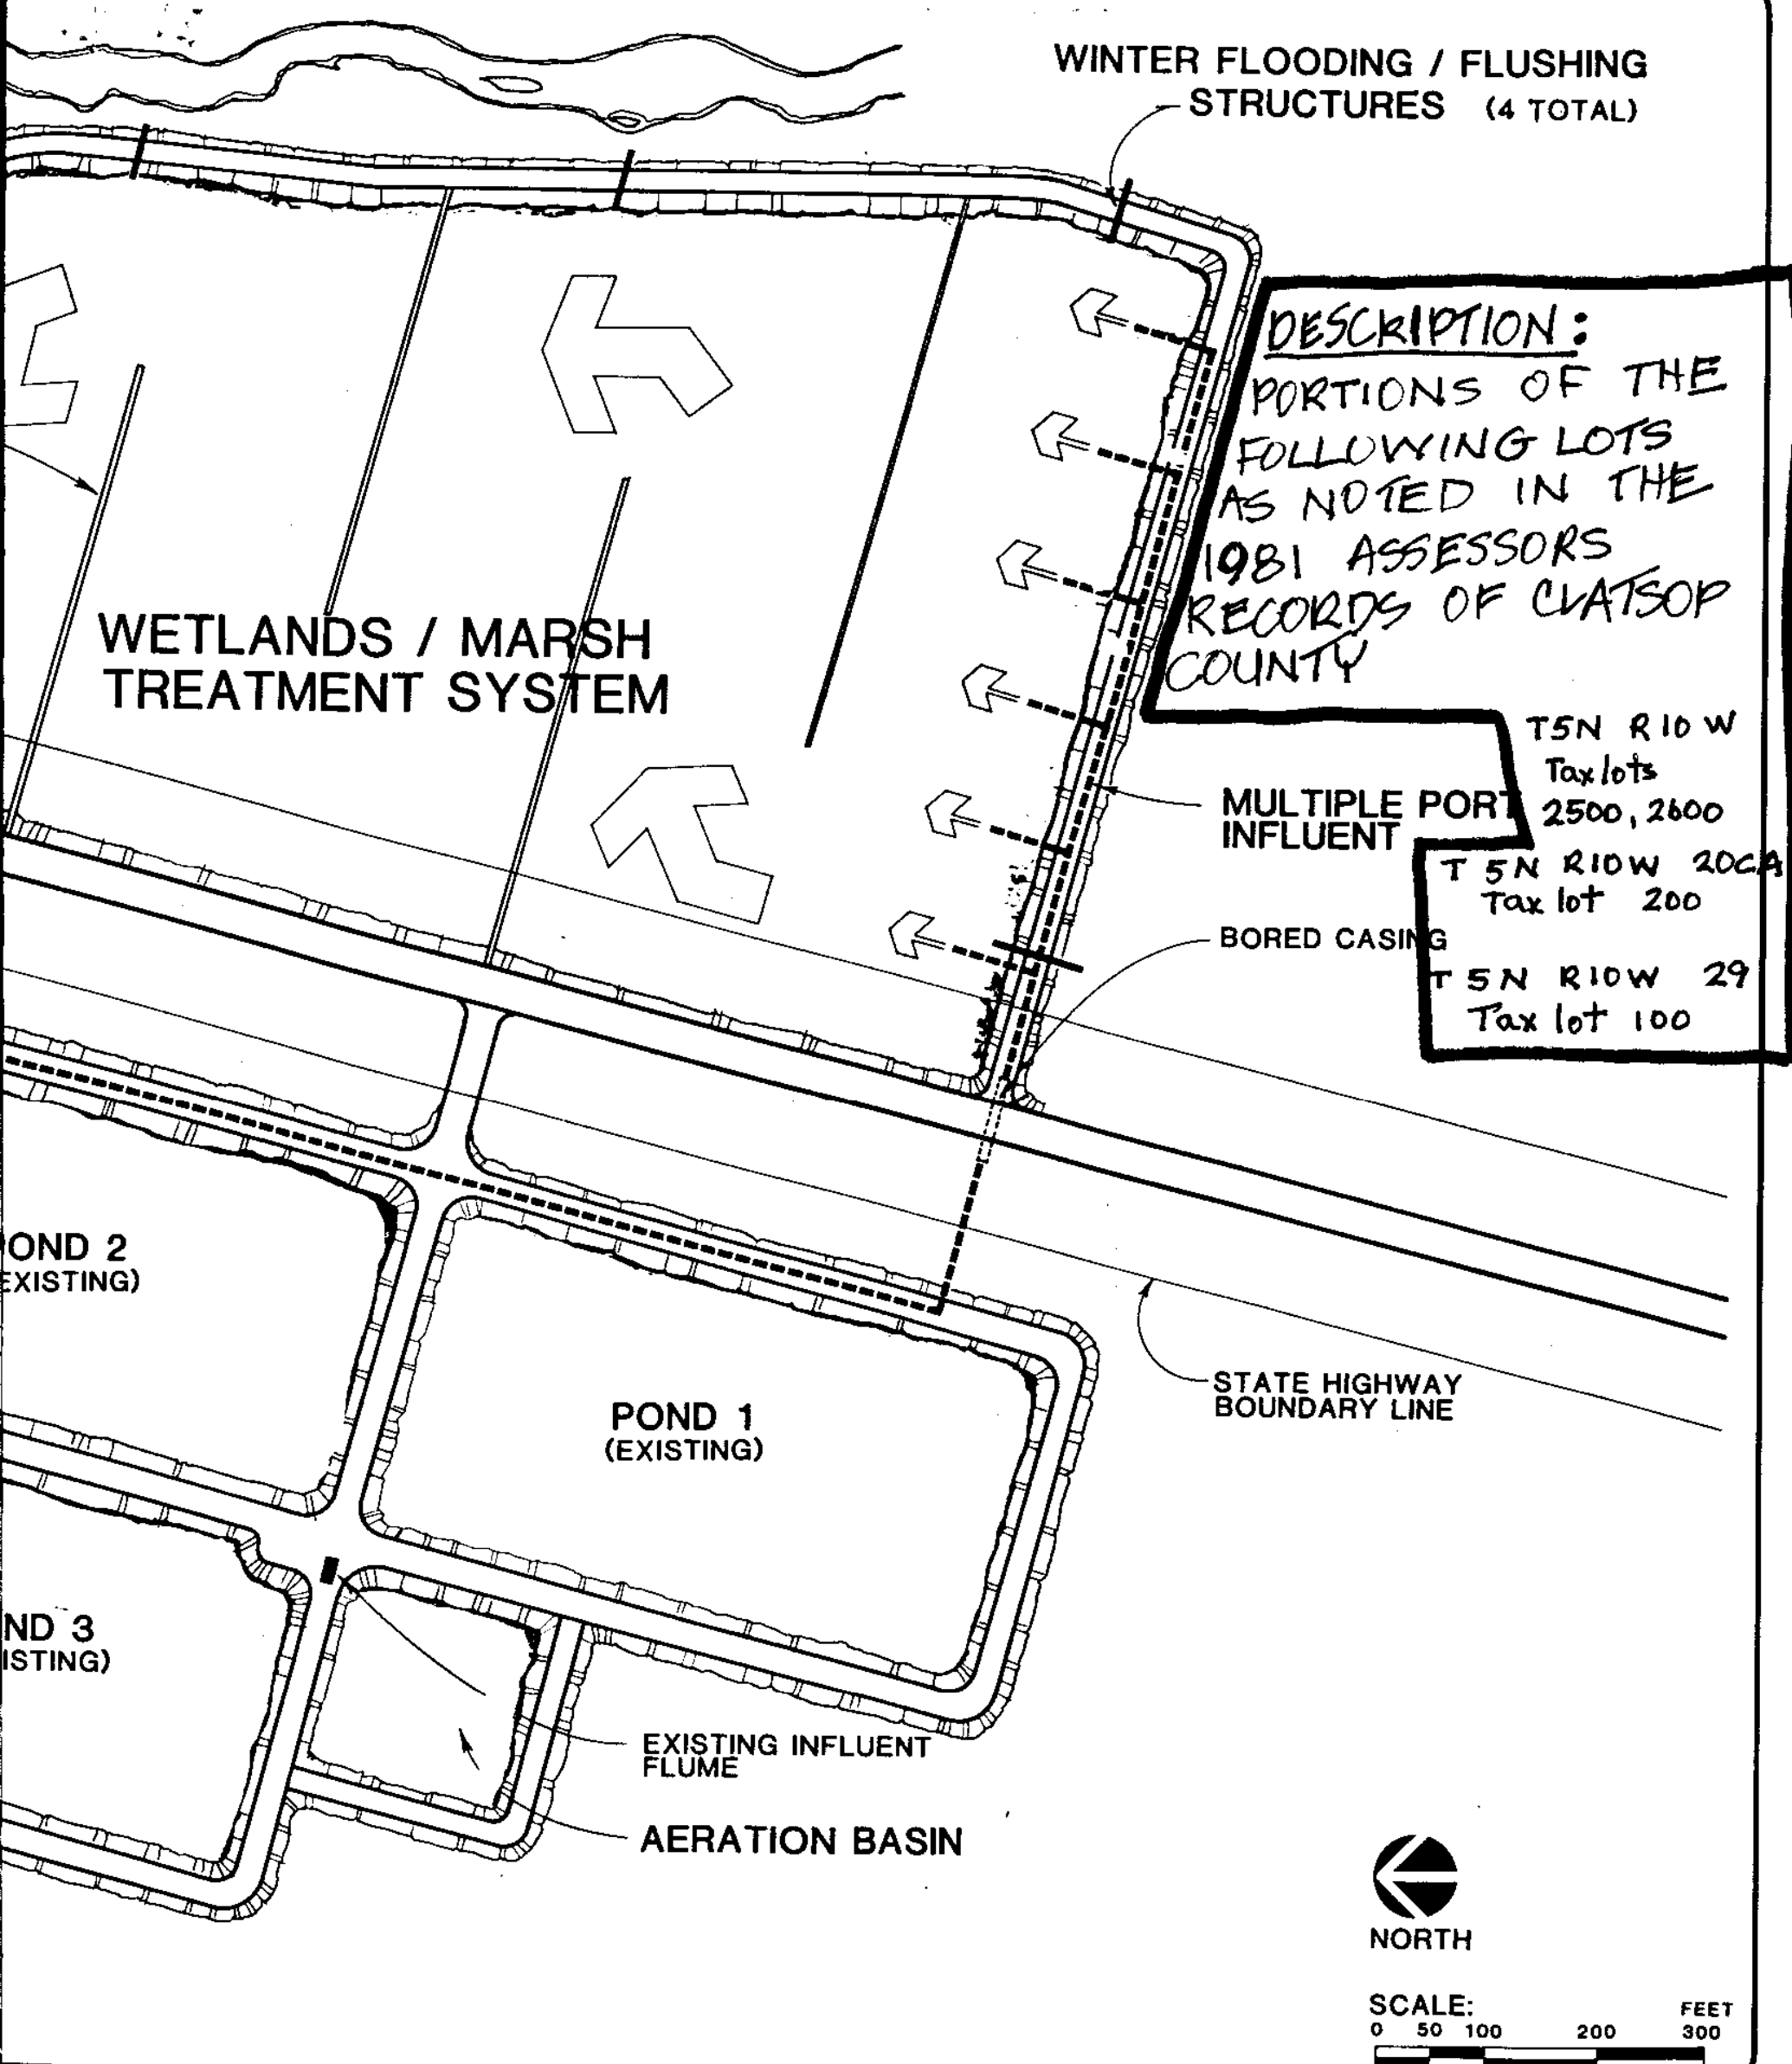 WINTER FLOODING / FLUSHING
STRUCTURES (4 TOTAL)
DESCRIPTION:
PORTIONS OF THE
FOLLOWING LOTS
AS NOTED IN THE
1981 ASSESSORS
RECORDS OF CLATSOP
COUNTY
T5N R10W
Tax lots
2500, 2600
T 5N R10W 20CA
Tax lot 200
T 5N R10W 29
Tax lot 100
WETLANDS / MARSH
TREATMENT SYSTEM
MULTIPLE PORT
INFLUENT
BORED CASING
OND 2
EXISTING)
POND 1
(EXISTING)
STATE HIGHWAY
BOUNDARY LINE
ND 3
ISTING)
EXISTING INFLUENT
FLUME
AERATION BASIN
NORTH
SCALE: FEET
0 50 100 200 300